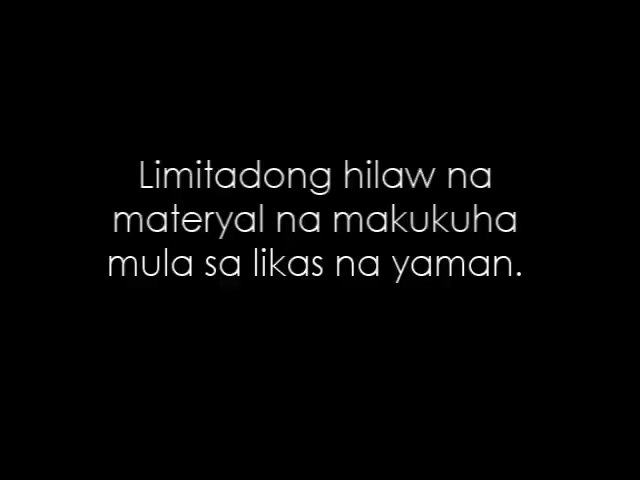 Limitadong hilaw na
materyal na makukuha
mula sa likas na yaman.